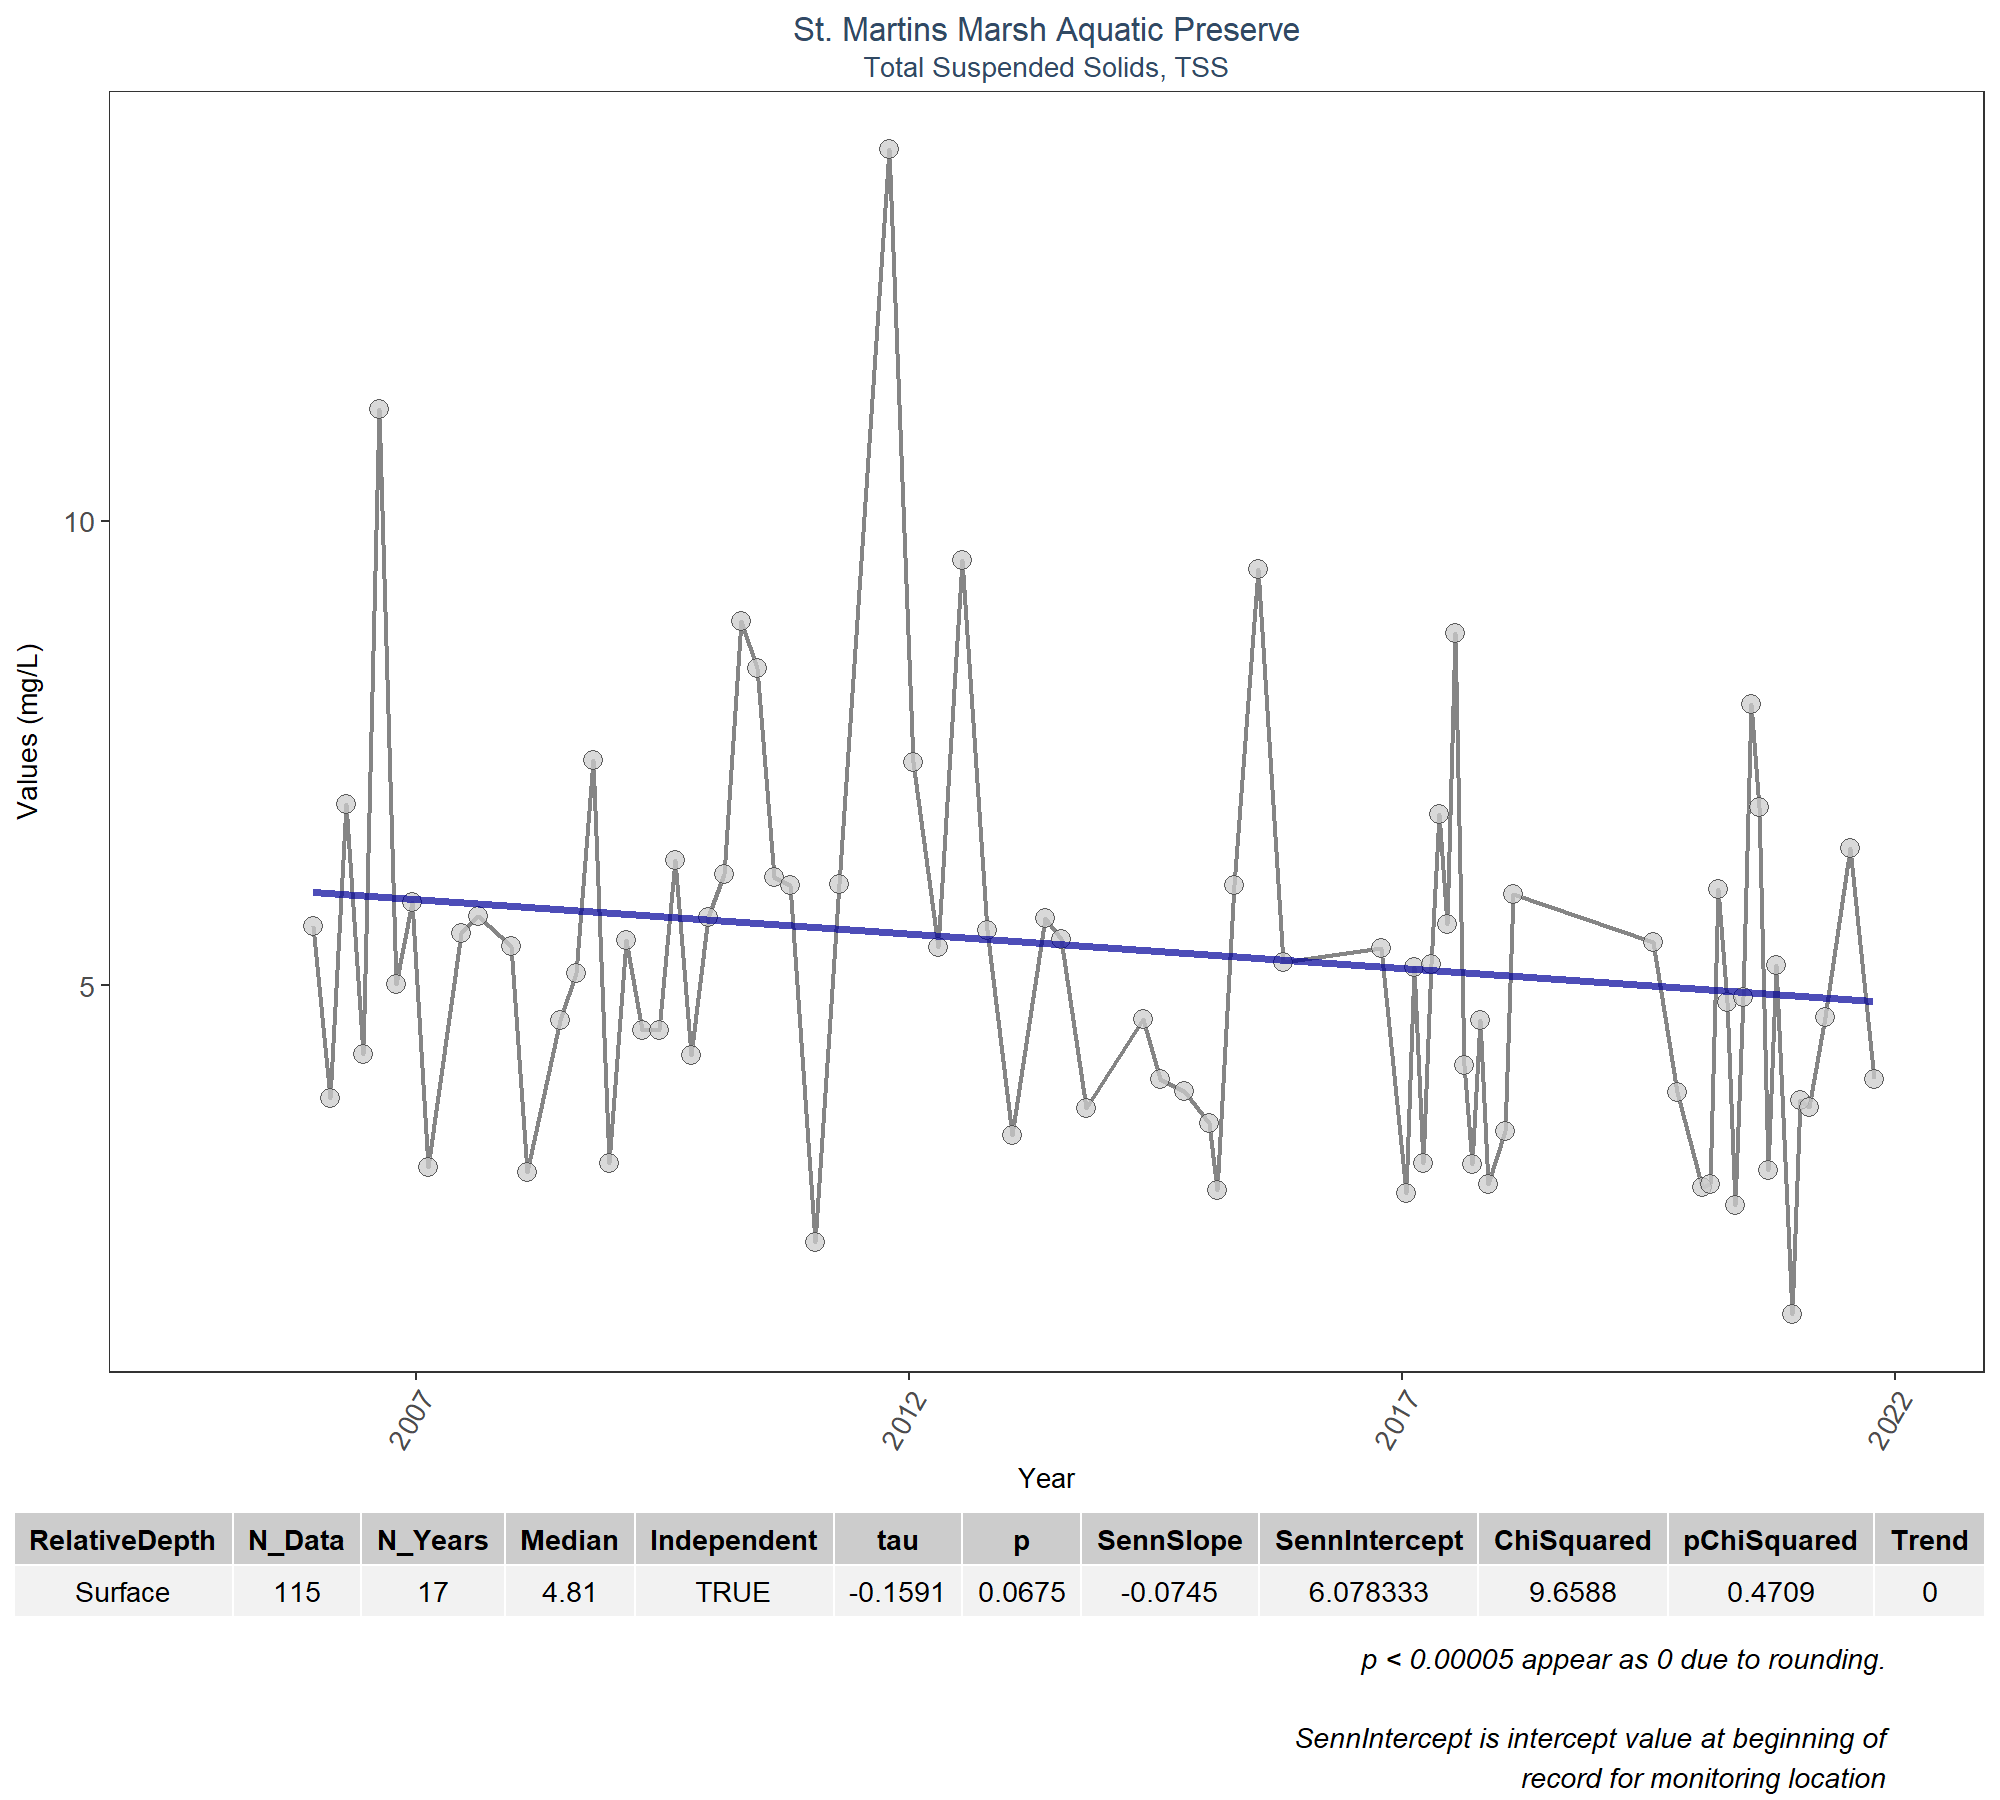 St. Martins Marsh Aquatic Preserve
Total Suspended Solids, TSS
10
5
Values (mg/L)
2007 2012 2017 2022
Year
RelativeDepth N_Data N_Years Median Independent tau p SennSlope SennIntercept ChiSquared pChiSquared Trend
Surface 115 17 4.81 TRUE -0.1591 0.0675 -0.0745 6.078333 9.6588 0.4709 0
p < 0.00005 appear as 0 due to rounding.
SennIntercept is intercept value at beginning of
record for monitoring location